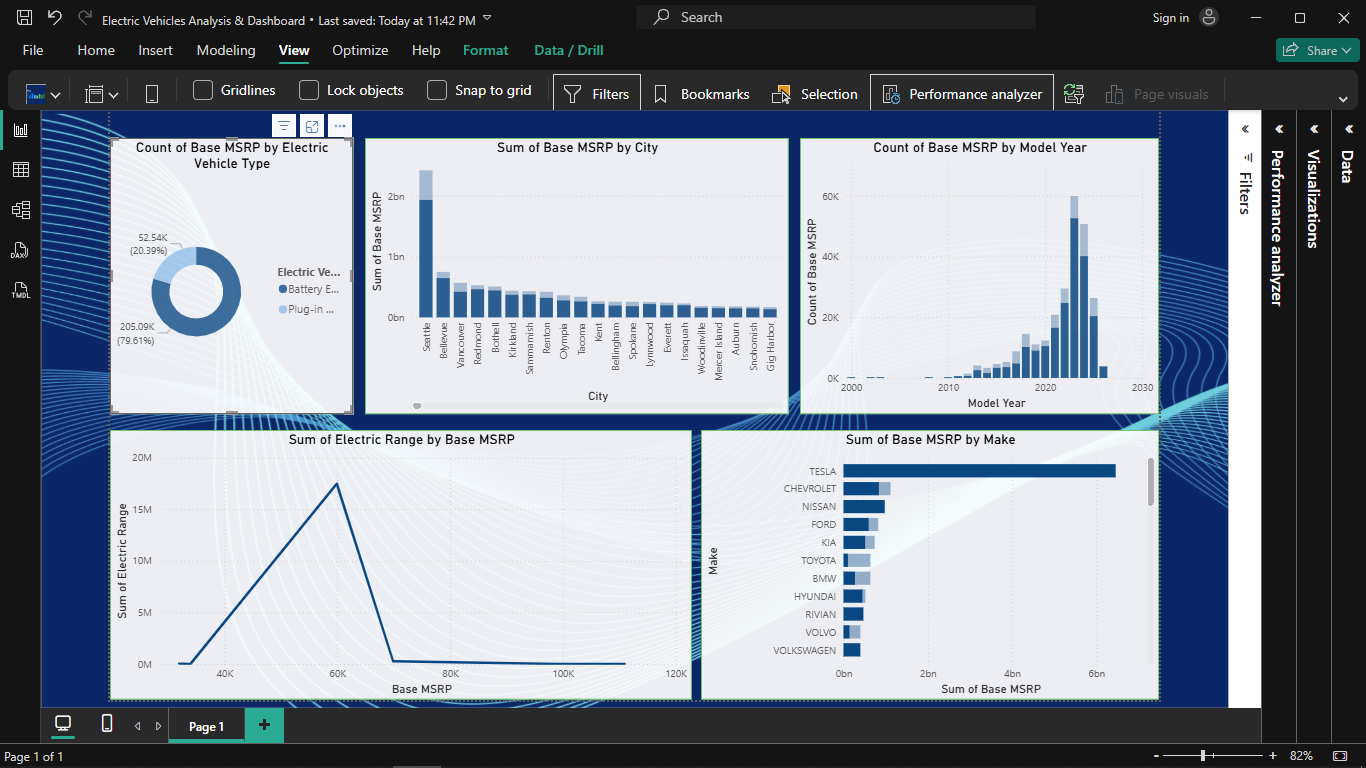 Electric Vehicles Analysis & Dashboard • Last saved: Today at 11:42 PM
Search
Sign in
File
Home
Insert
Modeling
View
Optimize
Help
Format
Data / Drill
Share
Gridlines
Lock objects
Snap to grid
Filters
Bookmarks
Selection
Performance analyzer
Page visuals
DAX
TMDL
Count of Base MSRP by Electric
Vehicle Type
52.54K
(20.39%)
205.09K
(79.61%)
Electric Ve...
Battery E...
Plug-in ...
Sum of Base MSRP by City
Sum of Base MSRP
2bn
1bn
0bn
Seattle
Bellevue
Vancouver
Redmond
Bothell
Kirkland
Sammamish
Renton
Olympia
Tacoma
Kent
Bellingham
Spokane
Lynnwood
Everett
Issaquah
Woodinville
Mercer Island
Auburn
Snohomish
Gig Harbor
City
Count of Base MSRP by Model Year
Count of Base MSRP
60K
40K
20K
0K
2000
2010
2020
2030
Model Year
Sum of Electric Range by Base MSRP
Sum of Electric Range
20M
15M
10M
5M
0M
40K
60K
80K
100K
120K
Base MSRP
Sum of Base MSRP by Make
Make
TESLA
CHEVROLET
NISSAN
FORD
KIA
TOYOTA
BMW
HYUNDAI
RIVIAN
VOLVO
VOLKSWAGEN
0bn
2bn
4bn
6bn
Sum of Base MSRP
Filters
Performance analyzer
Visualizations
Data
Page 1
Page 1 of 1
82%